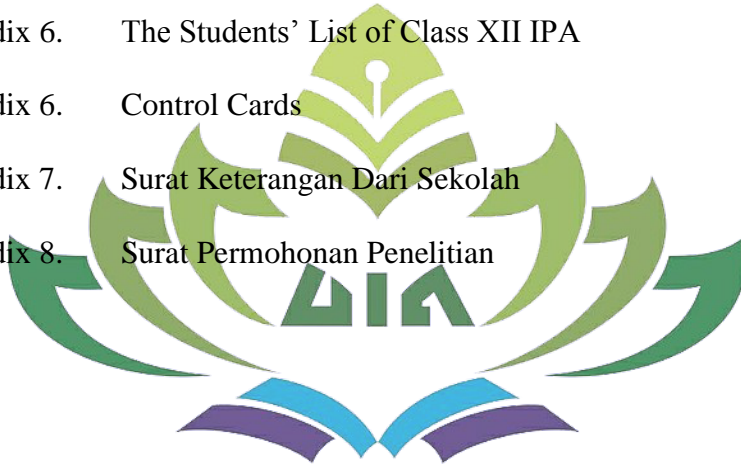 dix 6. The Students’ List of Class XII IPA
dix 6. Control Cards
dix 7. Surat Keterangan Dari Sekolah
dix 8. Surat Permohonan Penelitian
UIN